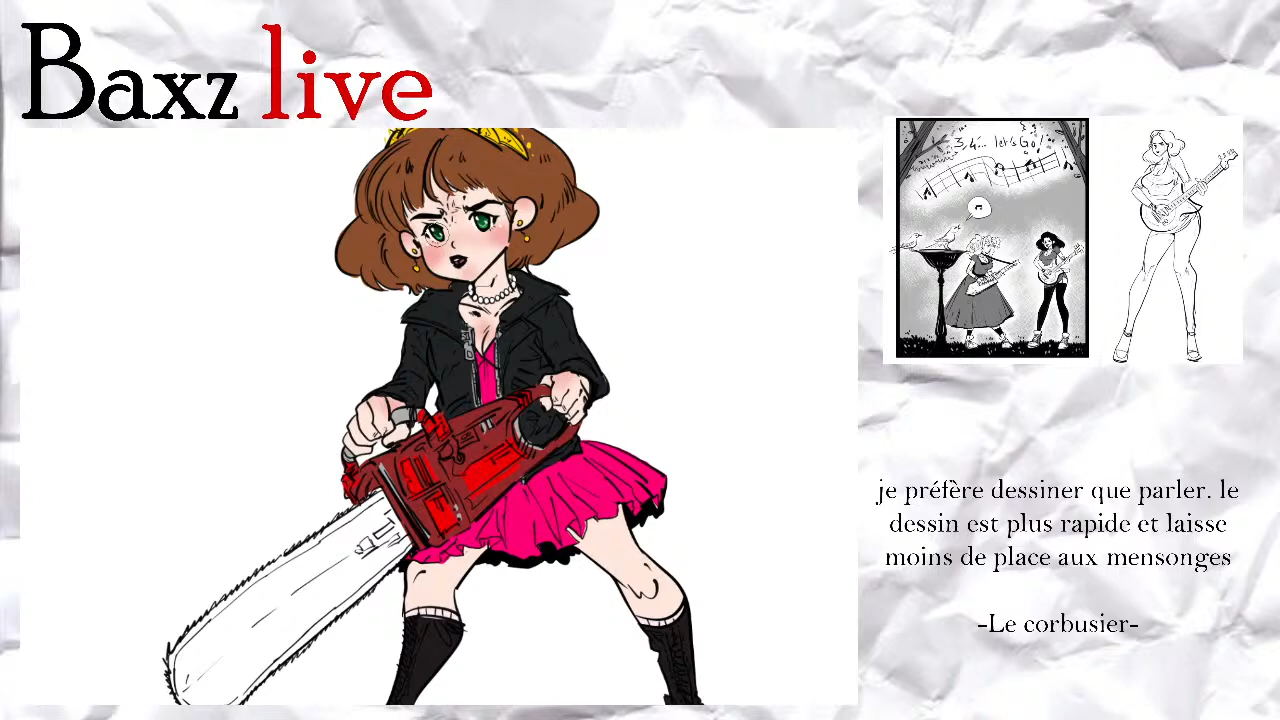 Baxz live
3,4... let's Go!
je préfère dessiner que parler. le
dessin est plus rapide et laisse
moins de place aux mensonges
-Le corbusier-